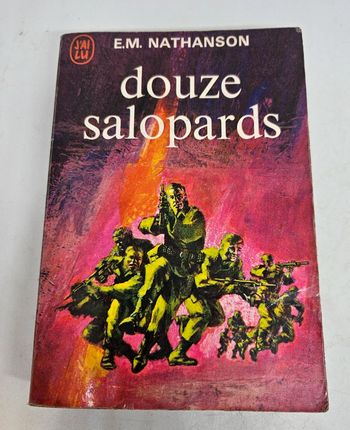 J'AI
LU
E.M. NATHANSON
douze
salopards